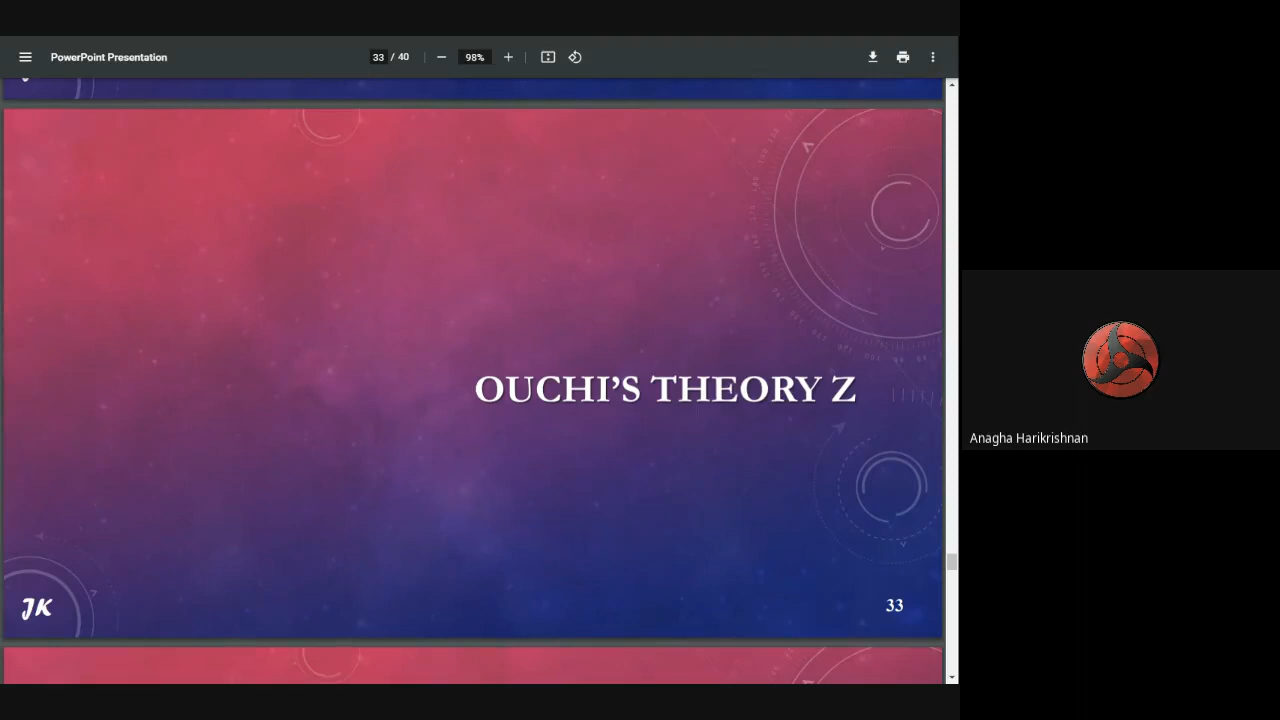 PowerPoint Presentation
33 / 40
98%
OUCHI'S THEORY Z
JK
33
Anagha Harikrishnan